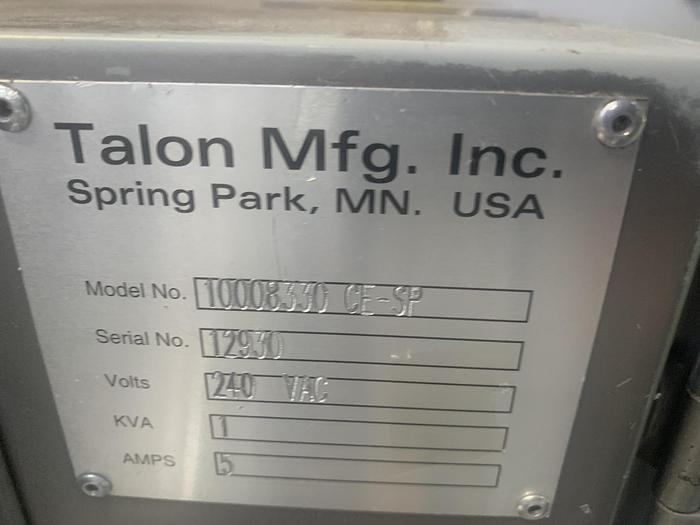 Talon Mfg. Inc.
Spring Park, MN. USA
Model No. 10008330 CE-SP
Serial No. 12930
Volts 240 VAC
KVA 1
AMPS 5